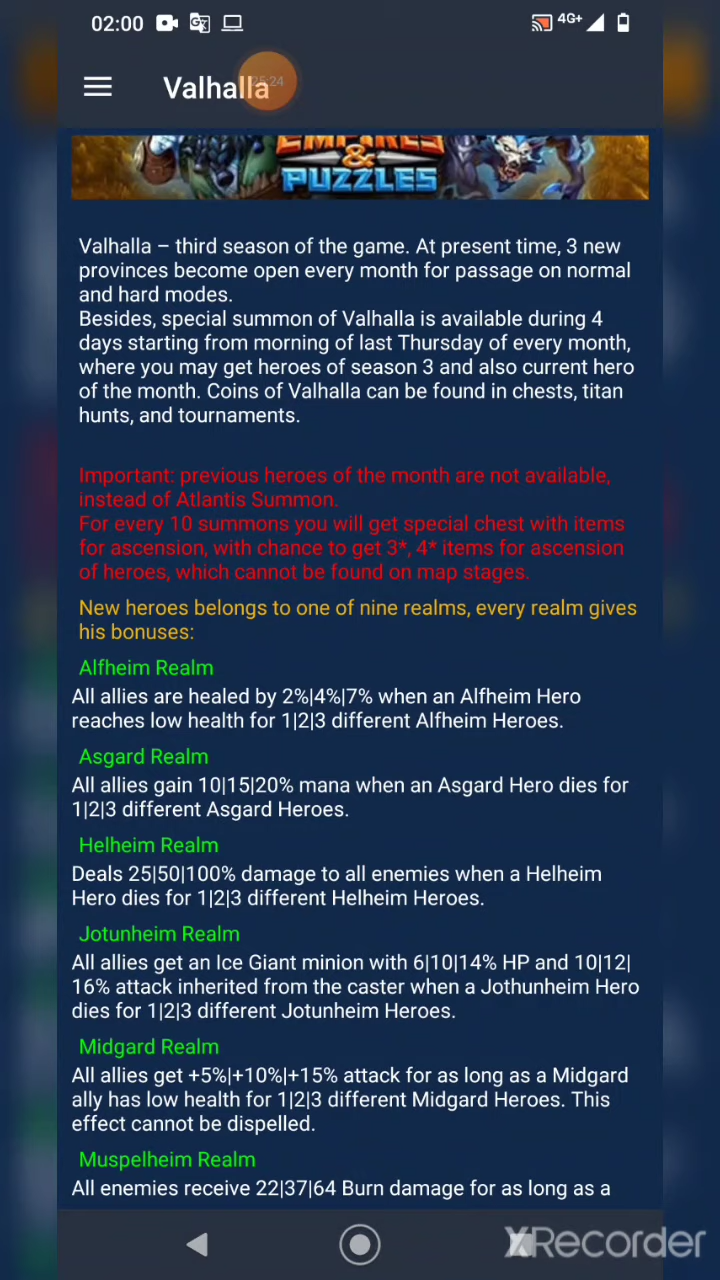 02:00
4G+
Valhalla
25:24
EMPIRES
&
PUZZLES
Valhalla – third season of the game. At present time, 3 new
provinces become open every month for passage on normal
and hard modes.
Besides, special summon of Valhalla is available during 4
days starting from morning of last Thursday of every month,
where you may get heroes of season 3 and also current hero
of the month. Coins of Valhalla can be found in chests, titan
hunts, and tournaments.
Important: previous heroes of the month are not available,
instead of Atlantis Summon.
For every 10 summons you will get special chest with items
for ascension, with chance to get 3*, 4* items for ascension
of heroes, which cannot be found on map stages.
New heroes belongs to one of nine realms, every realm gives
his bonuses:
Alfheim Realm
All allies are healed by 2%|4%|7% when an Alfheim Hero
reaches low health for 1|2|3 different Alfheim Heroes.
Asgard Realm
All allies gain 10|15|20% mana when an Asgard Hero dies for
1|2|3 different Asgard Heroes.
Helheim Realm
Deals 25|50|100% damage to all enemies when a Helheim
Hero dies for 1|2|3 different Helheim Heroes.
Jotunheim Realm
All allies get an Ice Giant minion with 6|10|14% HP and 10|12|
16% attack inherited from the caster when a Jothunheim Hero
dies for 1|2|3 different Jotunheim Heroes.
Midgard Realm
All allies get +5%|+10%|+15% attack for as long as a Midgard
ally has low health for 1|2|3 different Midgard Heroes. This
effect cannot be dispelled.
Muspelheim Realm
All enemies receive 22|37|64 Burn damage for as long as a
XRecorder